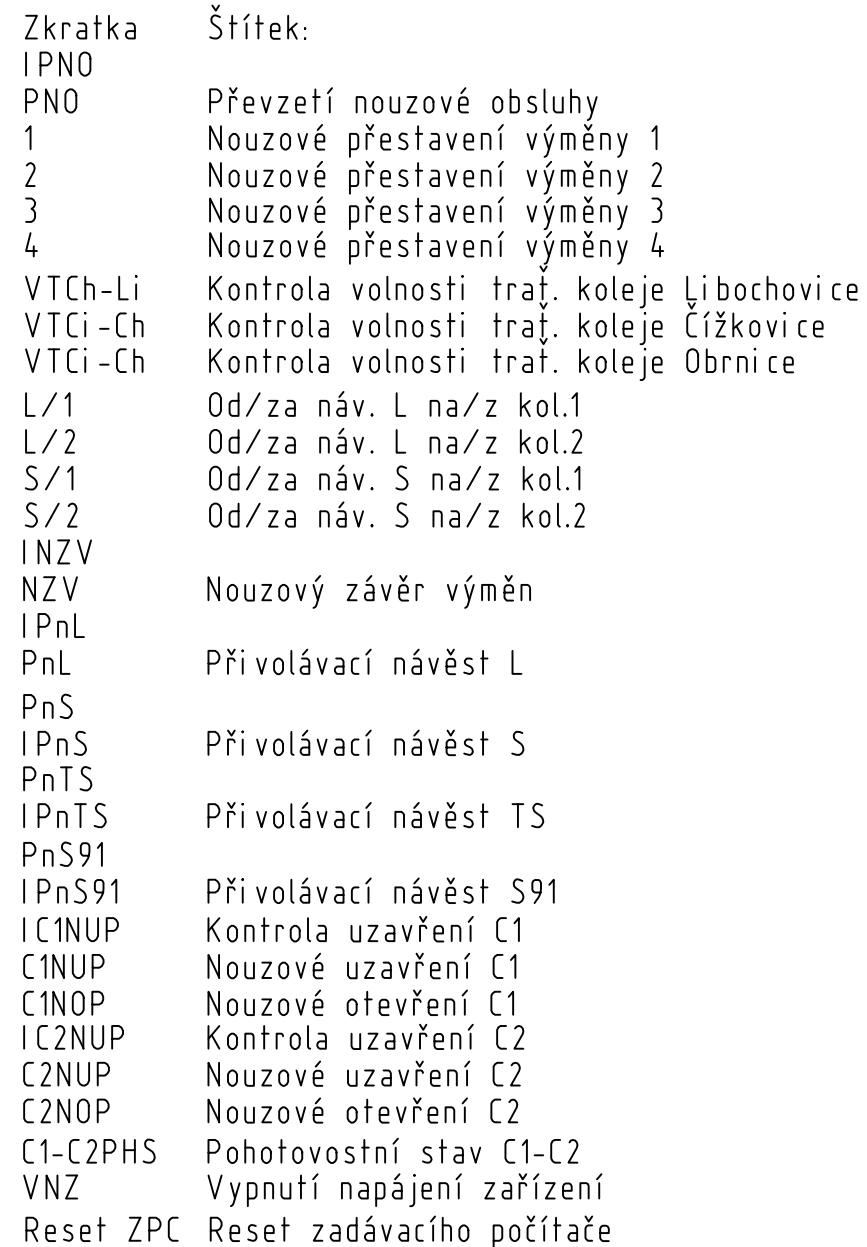 Zkratka Štítek:
IPNO
PNO Převzetí nouzové obsluhy
1 Nouzové přestavení výměny 1
2 Nouzové přestavení výměny 2
3 Nouzové přestavení výměny 3
4 Nouzové přestavení výměny 4
VTCh-Li Kontrola volnosti trať. koleje Libochovice
VTCi-Ch Kontrola volnosti trať. koleje Čížkovice
VTCi-Ch Kontrola volnosti trať. koleje Obrnice
L/1 Od/za náv. L na/z kol.1
L/2 Od/za náv. L na/z kol.2
S/1 Od/za náv. S na/z kol.1
S/2 Od/za náv. S na/z kol.2
INZV
NZV Nouzový závěr výměn
IPnL
PnL Přivolávací návěst L
PnS
IPnS Přivolávací návěst S
PnTS
IPnTS Přivolávací návěst TS
PnS91
IPnS91 Přivolávací návěst S91
IC1NUP Kontrola uzavření C1
C1NUP Nouzové uzavření C1
C1NOP Nouzové otevření C1
IC2NUP Kontrola uzavření C2
C2NUP Nouzové uzavření C2
C2NOP Nouzové otevření C2
C1-C2PHS Pohotovostní stav C1-C2
VNZ Vypnutí napájení zařízení
Reset ZPC Reset zadávacího počítače